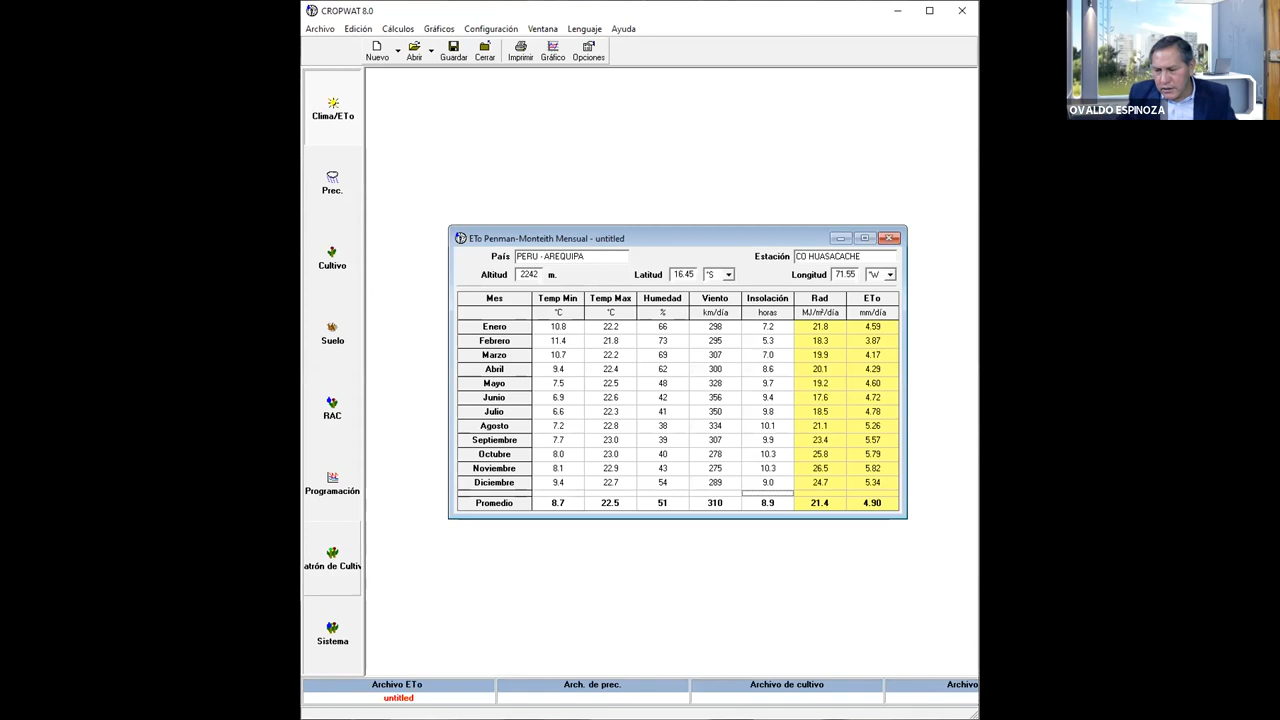 CROPWAT 8.0
Archivo Edición Cálculos Gráficos Configuración Ventana Lenguaje Ayuda
Nuevo Abrir Guardar Cerrar Imprimir Gráfico Opciones
OVALDO ESPINOZA
Clima/ETo
Prec.
Cultivo
Suelo
RAC
Programación
atrón de Cultiv
Sistema
ETo Penman-Monteith Mensual - untitled
País PERU - AREQUIPA Estación CO HUASACACHE
Altitud 2242 m. Latitud 16.45 °S Longitud 71.55 °W
Mes Temp Min Temp Max Humedad Viento Insolación Rad ETo
°C °C % km/día horas MJ/m²/día mm/día
Enero 10.8 22.2 66 298 7.2 21.8 4.59
Febrero 11.4 21.8 73 295 5.3 18.3 3.87
Marzo 10.7 22.2 69 307 7.0 19.9 4.17
Abril 9.4 22.4 62 300 8.6 20.1 4.29
Mayo 7.5 22.5 48 328 9.7 19.2 4.60
Junio 6.9 22.6 42 356 9.4 17.6 4.72
Julio 6.6 22.3 41 350 9.8 18.5 4.78
Agosto 7.2 22.8 38 334 10.1 21.1 5.26
Septiembre 7.7 23.0 39 307 9.9 23.4 5.57
Octubre 8.0 23.0 40 278 10.3 25.8 5.79
Noviembre 8.1 22.9 43 275 10.3 26.5 5.82
Diciembre 9.4 22.7 54 289 9.0 24.7 5.34
Promedio 8.7 22.5 51 310 8.9 21.4 4.90
Archivo ETo Arch. de prec. Archivo de cultivo Archivo
untitled